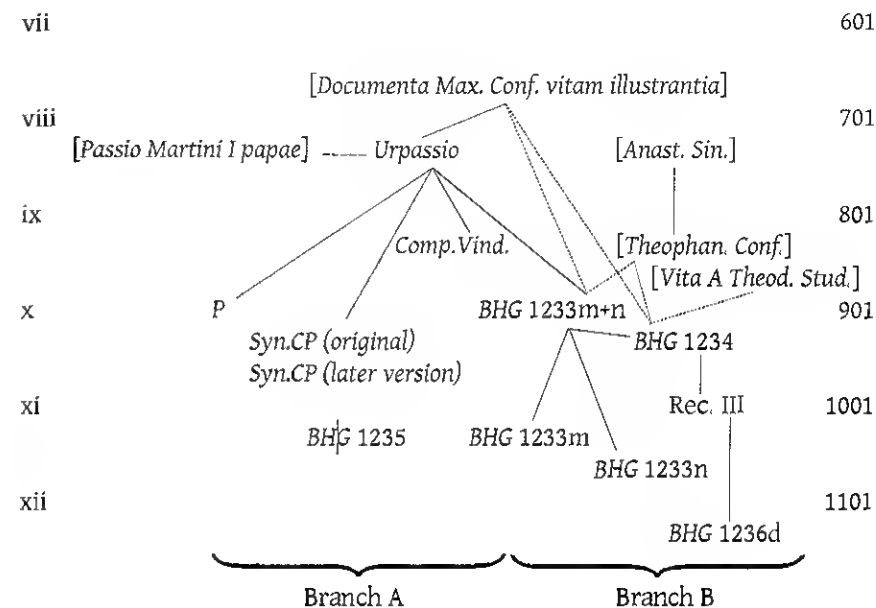 vii 601
[Documenta Max. Conf. vitam illustrantia]
viii 701
[Passio Martini I papae] Urpassio [Anast. Sin.]
ix 801
Comp.Vind. [Theophan. Conf.]
[Vita A Theod. Stud.]
x P BHG 1233m+n 901
Syn.CP (original) BHG 1234
Syn.CP (later version)
xi Rec. III 1001
BHG 1235 BHG 1233m
BHG 1233n
xii 1101
BHG 1236d
Branch A Branch B